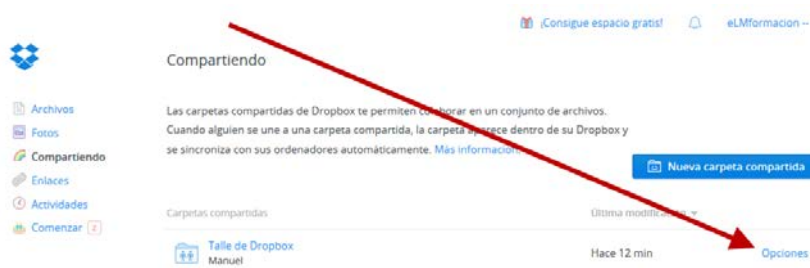 ¡Consigue espacio gratis! eLMformacion --
Compartiendo
Archivos
Fotos
Compartiendo
Enlaces
Actividades
Comenzar 2
Las carpetas compartidas de Dropbox te permiten colaborar en un conjunto de archivos.
Cuando alguien se une a una carpeta compartida, la carpeta aparece dentro de su Dropbox y
se sincroniza con sus ordenadores automáticamente. Más información.
Nueva carpeta compartida
Carpetas compartidas Última modificación
Talle de Dropbox Hace 12 min Opciones
Manuel